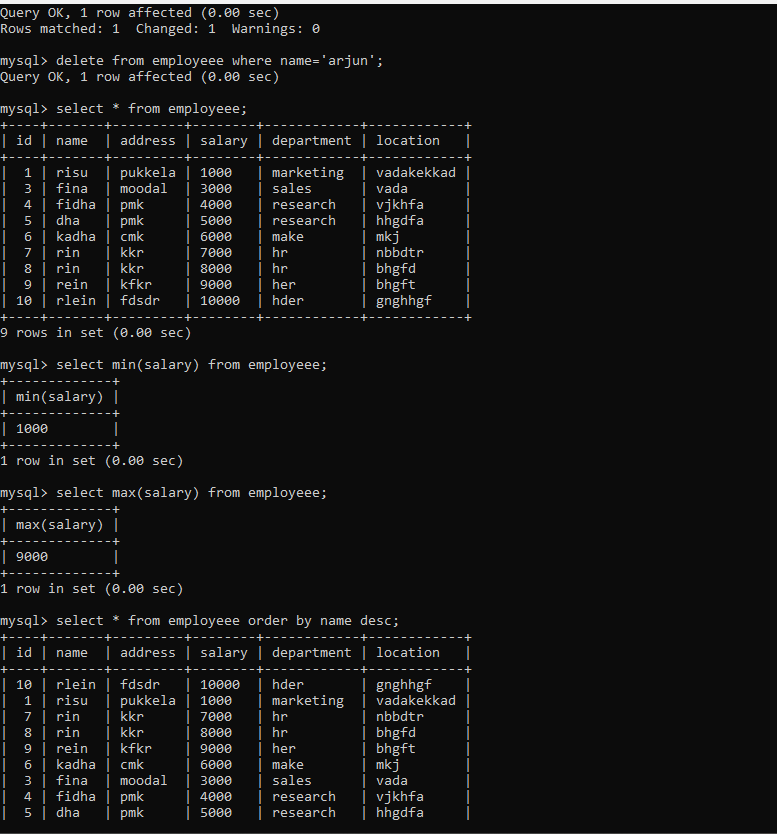 Query OK, 1 row affected (0.00 sec)
Rows matched: 1  Changed: 1  Warnings: 0

mysql> delete from employeee where name='arjun';
Query OK, 1 row affected (0.00 sec)

mysql> select * from employeee;
+----+-------+---------+--------+------------+------------+
| id | name  | address | salary | department | location   |
+----+-------+---------+--------+------------+------------+
|  1 | risu  | pukkela | 1000   | marketing  | vadakekkad |
|  3 | fina  | moodal  | 3000   | sales      | vada       |
|  4 | fidha | pmk     | 4000   | research   | vjkhfa     |
|  5 | dha   | pmk     | 5000   | research   | hhgdfa     |
|  6 | kadha | cmk     | 6000   | make       | mkj        |
|  7 | rin   | kkr     | 7000   | hr         | nbbdtr     |
|  8 | rin   | kkr     | 8000   | hr         | bhgfd      |
|  9 | rein  | kfkr    | 9000   | her        | bhgft      |
| 10 | rlein | fdsdr   | 10000  | hder       | gnghhgf    |
+----+-------+---------+--------+------------+------------+
9 rows in set (0.00 sec)

mysql> select min(salary) from employeee;
+-------------+
| min(salary) |
+-------------+
| 1000        |
+-------------+
1 row in set (0.00 sec)

mysql> select max(salary) from employeee;
+-------------+
| max(salary) |
+-------------+
| 9000        |
+-------------+
1 row in set (0.00 sec)

mysql> select * from employeee order by name desc;
+----+-------+---------+--------+------------+------------+
| id | name  | address | salary | department | location   |
+----+-------+---------+--------+------------+------------+
| 10 | rlein | fdsdr   | 10000  | hder       | gnghhgf    |
|  1 | risu  | pukkela | 1000   | marketing  | vadakekkad |
|  7 | rin   | kkr     | 7000   | hr         | nbbdtr     |
|  8 | rin   | kkr     | 8000   | hr         | bhgfd      |
|  9 | rein  | kfkr    | 9000   | her        | bhgft      |
|  6 | kadha | cmk     | 6000   | make       | mkj        |
|  3 | fina  | moodal  | 3000   | sales      | vada       |
|  4 | fidha | pmk     | 4000   | research   | vjkhfa     |
|  5 | dha   | pmk     | 5000   | research   | hhgdfa     |